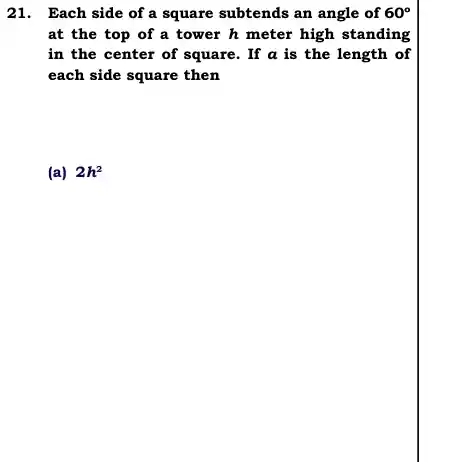 21. Each side of a square subtends an angle of 60º
at the top of a tower h meter high standing
in the center of square. If a is the length of
each side square then
(a) 2h²